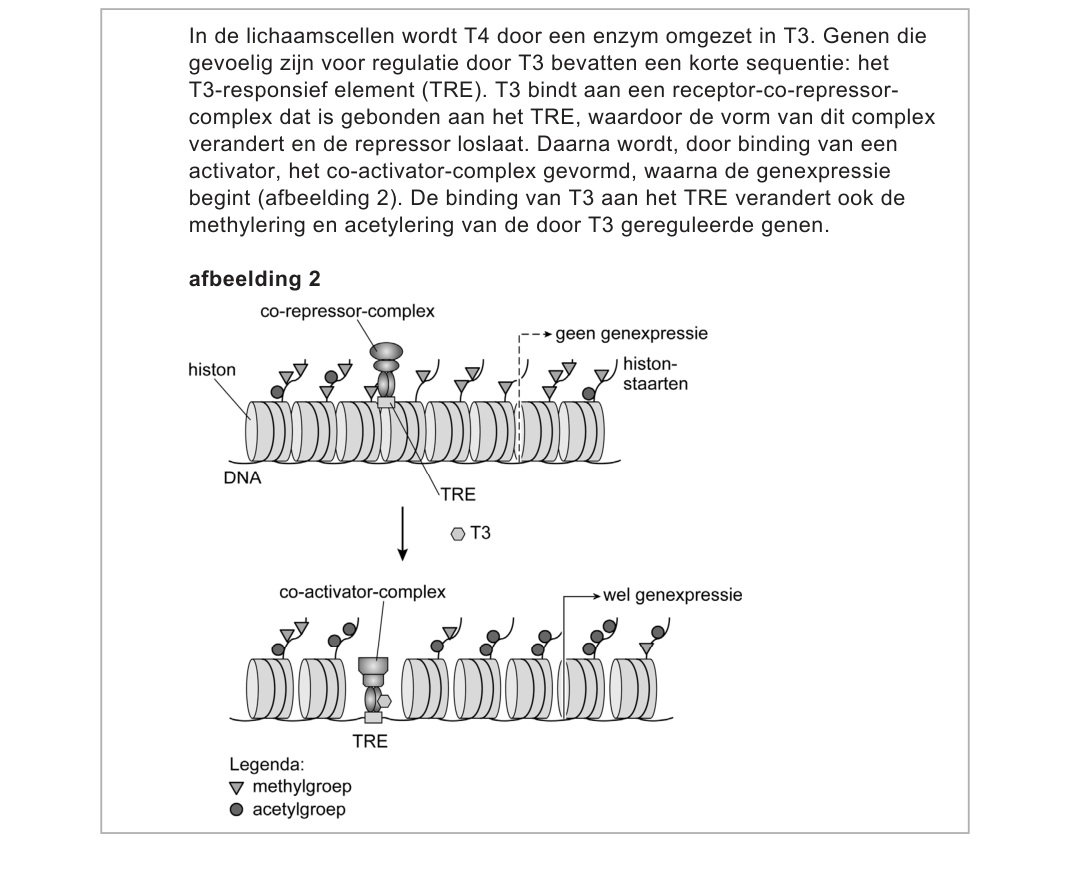 In de lichaamscellen wordt T4 door een enzym omgezet in T3. Genen die
gevoelig zijn voor regulatie door T3 bevatten een korte sequentie: het
T3-responsief element (TRE). T3 bindt aan een receptor-co-repressor-
complex dat is gebonden aan het TRE, waardoor de vorm van dit complex
verandert en de repressor loslaat. Daarna wordt, door binding van een
activator, het co-activator-complex gevormd, waarna de genexpressie
begint (afbeelding 2). De binding van T3 aan het TRE verandert ook de
methylering en acetylering van de door T3 gereguleerde genen.
afbeelding 2
co-repressor-complex
geen genexpressie
histon
histon-
staarten
DNA
TRE
T3
co-activator-complex
wel genexpressie
TRE
Legenda:
methylgroep
acetylgroep